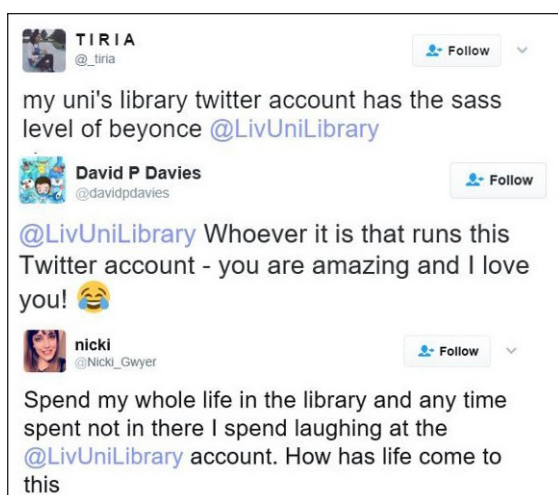 TIRIA
@_tiria
Follow
my uni's library twitter account has the sass
level of beyonce @LivUniLibrary
David P Davies
@davidpdavies
Follow
@LivUniLibrary Whoever it is that runs this
Twitter account - you are amazing and I love
you! 😂
nicki
@Nicki_Gwyer
Follow
Spend my whole life in the library and any time
spent not in there I spend laughing at the
@LivUniLibrary account. How has life come to
this